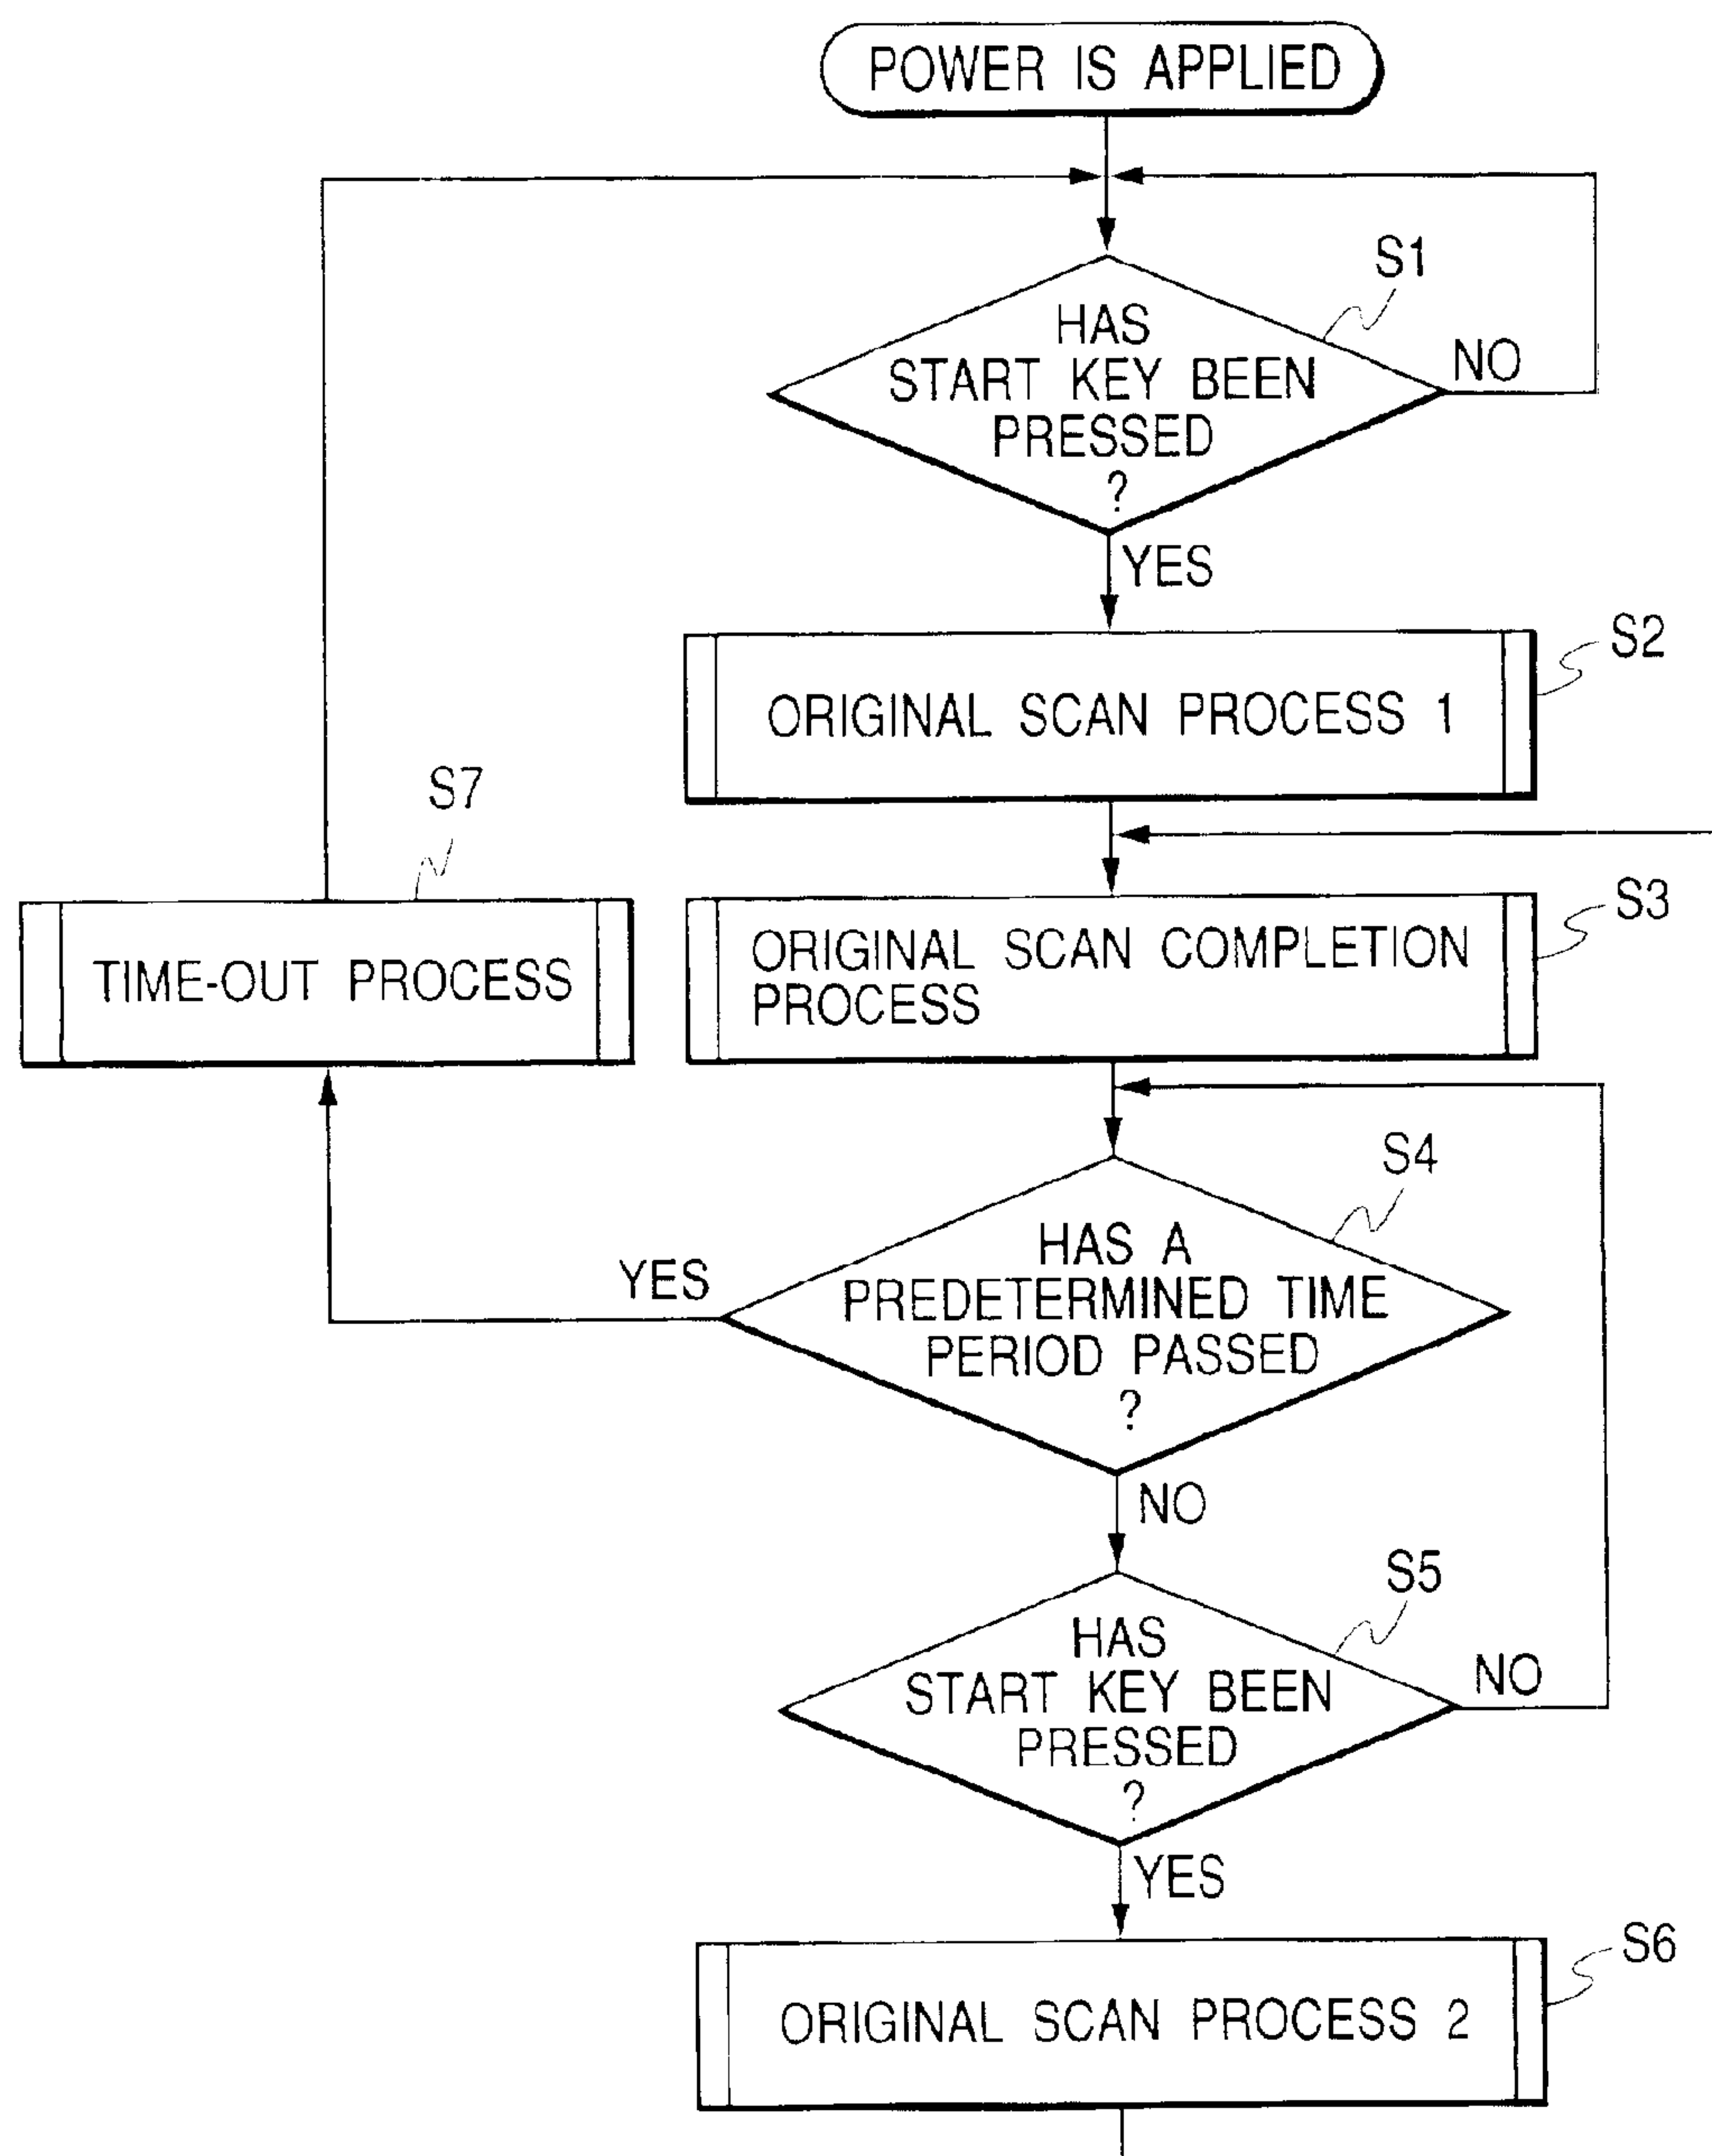 POWER IS APPLIED
S1
HAS
START KEY BEEN
PRESSED
?
NO
YES
S2
ORIGINAL SCAN PROCESS 1
S7
TIME-OUT PROCESS
S3
ORIGINAL SCAN COMPLETION
PROCESS
S4
HAS A
PREDETERMINED TIME
PERIOD PASSED
?
YES
NO
S5
HAS
START KEY BEEN
PRESSED
?
NO
YES
S6
ORIGINAL SCAN PROCESS 2